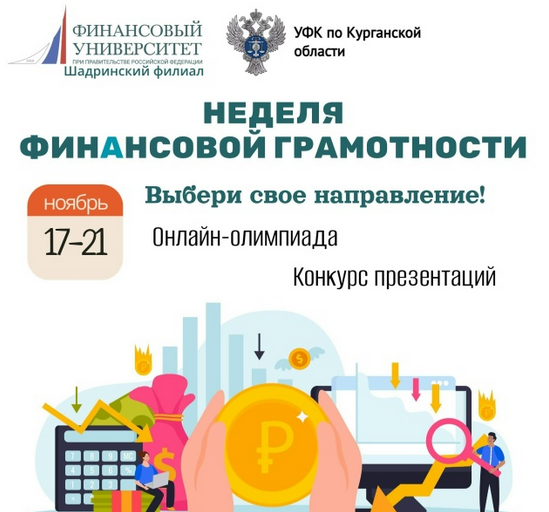 ФИНАНСОВЫЙ
УНИВЕРСИТЕТ
ПРИ ПРАВИТЕЛЬСТВЕ РОССИЙСКОЙ ФЕДЕРАЦИИ
Шадринский филиал
УФК по Курганской
области
НЕДЕЛЯ
ФИНАНСОВОЙ ГРАМОТНОСТИ
Выбери свое направление!
ноябрь
17-21
Онлайн-олимпиада
Конкурс презентаций